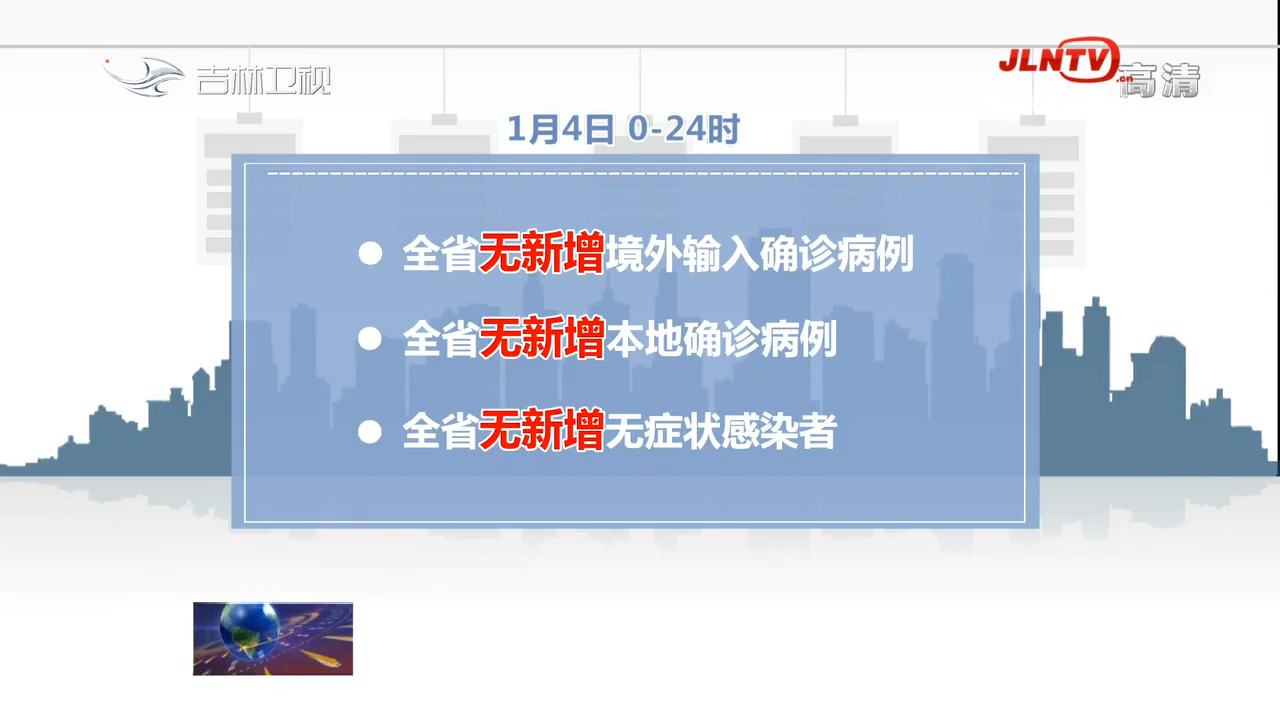 吉林卫视
JLNTV.cn
高清
1月4日 0-24时
● 全省无新增境外输入确诊病例
● 全省无新增本地确诊病例
● 全省无新增无症状感染者